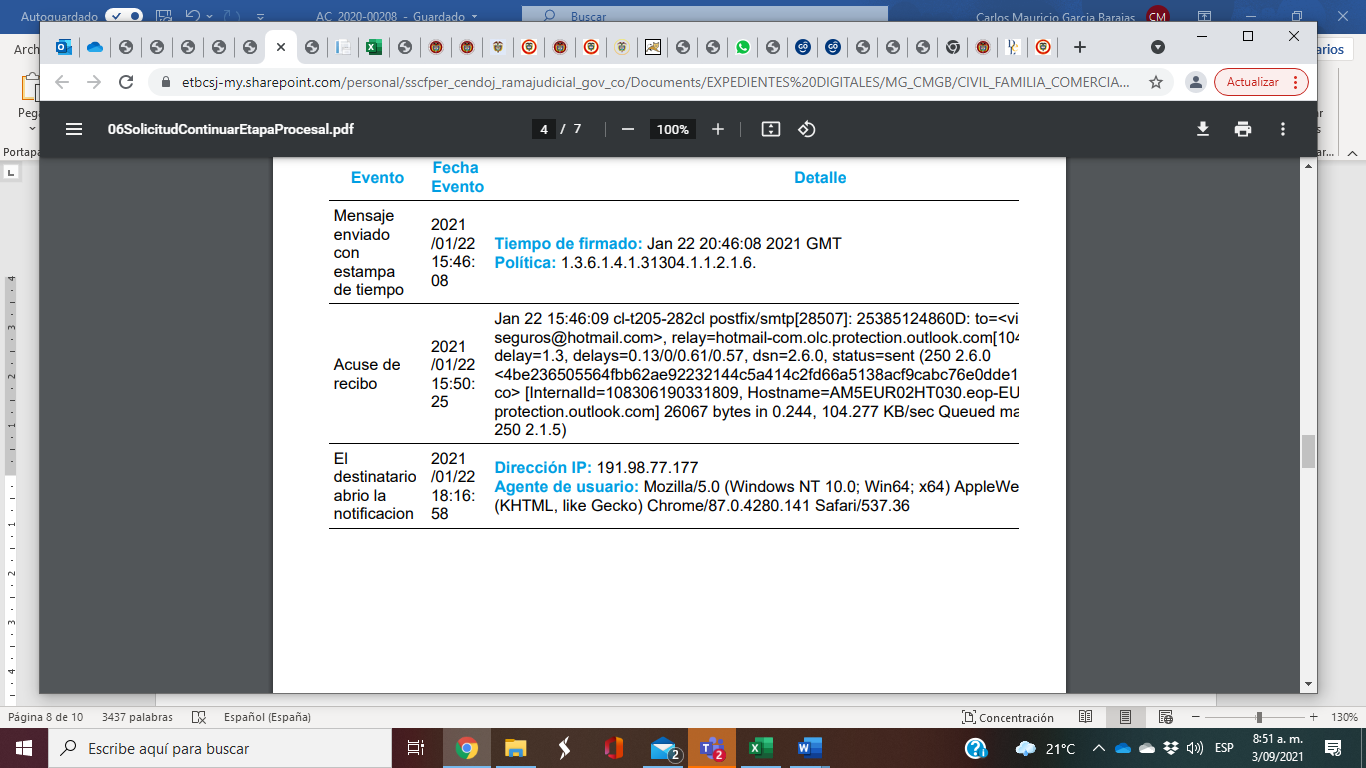 Autoguardado
AC_2020-00208 - Guardado
Buscar
Carlos Mauricio Garcia Barajas
CM
Arch
arios
Pega
Portapa
etbcsj-my.sharepoint.com/personal/sscfper_cendoj_ramajudicial_gov_co/Documents/EXPEDIENTES%20DIGITALES/MG_CMGB/CIVIL_FAMILIA_COMERCIA...
Actualizar
06SolicitudContinuarEtapaProcesal.pdf
4 / 7
100%
Evento
Fecha
Evento
Detalle
Mensaje
enviado
con
estampa
de tiempo
2021
/01/22
15:46:
08
Tiempo de firmado: Jan 22 20:46:08 2021 GMT
Política: 1.3.6.1.4.1.31304.1.1.2.1.6.
Acuse de
recibo
2021
/01/22
15:50:
25
Jan 22 15:46:09 cl-t205-282cl postfix/smtp[28507]: 25385124860D: to=<vi
seguros@hotmail.com>, relay=hotmail-com.olc.protection.outlook.com[104
delay=1.3, delays=0.13/0/0.61/0.57, dsn=2.6.0, status=sent (250 2.6.0
<4be236505564fbb62ae92232144c5a414c2fd66a5138acf9cabc76e0dde1
co> [InternalId=108306190331809, Hostname=AM5EUR02HT030.eop-EU
protection.outlook.com] 26067 bytes in 0.244, 104.277 KB/sec Queued ma
250 2.1.5)
El
destinatario
abrio la
notificacion
2021
/01/22
18:16:
58
Dirección IP: 191.98.77.177
Agente de usuario: Mozilla/5.0 (Windows NT 10.0; Win64; x64) AppleWe
(KHTML, like Gecko) Chrome/87.0.4280.141 Safari/537.36
Página 8 de 10
3437 palabras
Español (España)
Concentración
130%
Escribe aquí para buscar
2
2
21°C
ESP
8:51 a. m.
3/09/2021